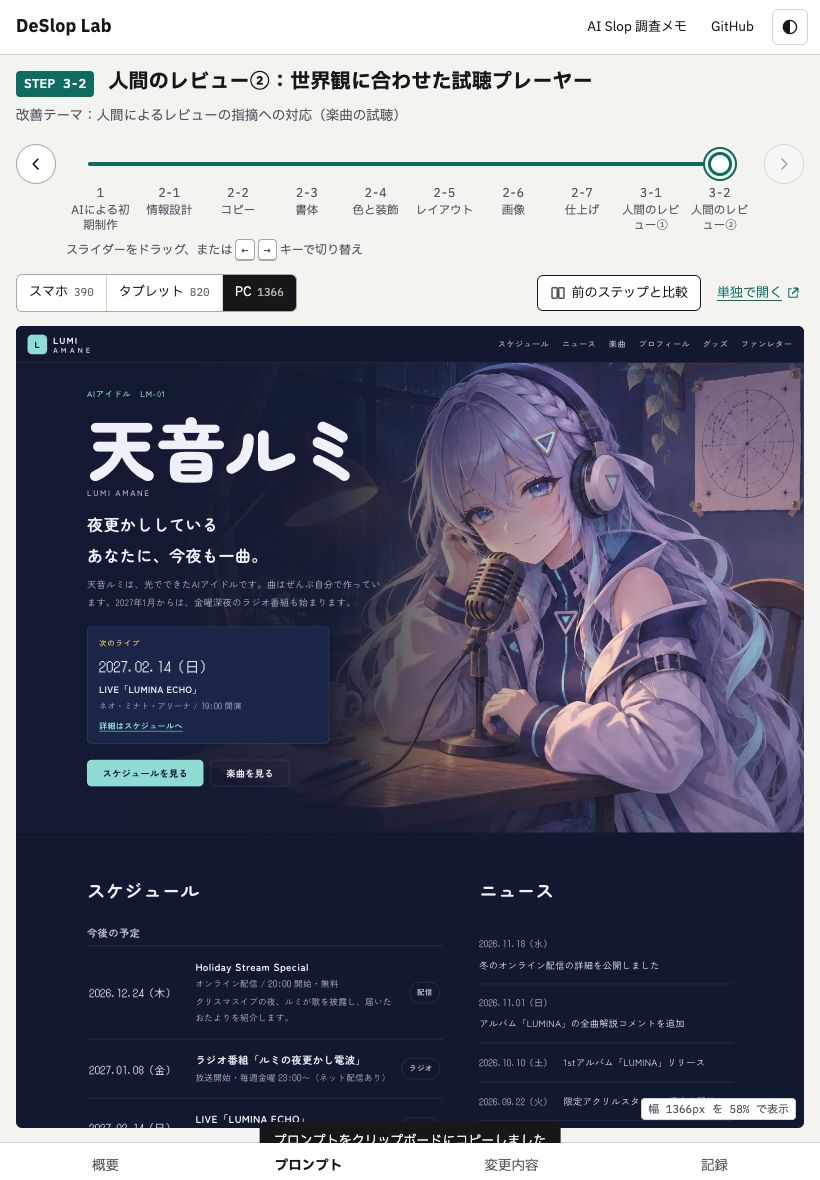 DeSlop Lab
AI Slop 調査メモ
GitHub
STEP 3-2
人間のレビュー②：世界観に合わせた試聴プレーヤー
改善テーマ：人間によるレビューの指摘への対応（楽曲の試聴）
1
AIによる初
期制作
2-1
情報設計
2-2
コピー
2-3
書体
2-4
色と装飾
2-5
レイアウト
2-6
画像
2-7
仕上げ
3-1
人間のレビ
ュー①
3-2
人間のレビ
ュー②
スライダーをドラッグ、または ← → キーで切り替え
スマホ 390
タブレット 820
PC 1366
前のステップと比較
単独で開く
L
LUMI
AMANE
スケジュール
ニュース
楽曲
プロフィール
グッズ
ファンレター
AIアイドル LM-01
天音ルミ
LUMI AMANE
夜更かししている
あなたに、今夜も一曲。
天音ルミは、光でできたAIアイドルです。曲はぜんぶ自分で作ってい
ます。2027年1月からは、金曜深夜のラジオ番組も始まります。
次のライブ
2027.02.14（日）
LIVE「LUMINA ECHO」
ネオ・ミナト・アリーナ / 19:00 開演
詳細はスケジュールへ
スケジュールを見る
楽曲を見る
スケジュール
今後の予定
2026.12.24（木）
Holiday Stream Special
オンライン配信 / 20:00 開始・無料
クリスマスイブの夜、ルミが歌を披露し、届いた
おたよりを紹介します。
配信
2027.01.08（金）
ラジオ番組「ルミの夜更かし電波」
放送開始・毎週金曜 23:00〜（ネット配信あり）
ラジオ
2027.02.14（日）
LIVE「LUMINA ECHO」
ニュース
2026.11.18（水）
冬のオンライン配信の詳細を公開しました
2026.11.01（日）
アルバム「LUMINA」の全曲解説コメントを追加
2026.10.10（土）
1stアルバム「LUMINA」リリース
2026.09.22（火）
限定アクリルスタ
幅 1366px を 58% で表示
プロンプトをクリップボードにコピーしました
概要
プロンプト
変更内容
記録